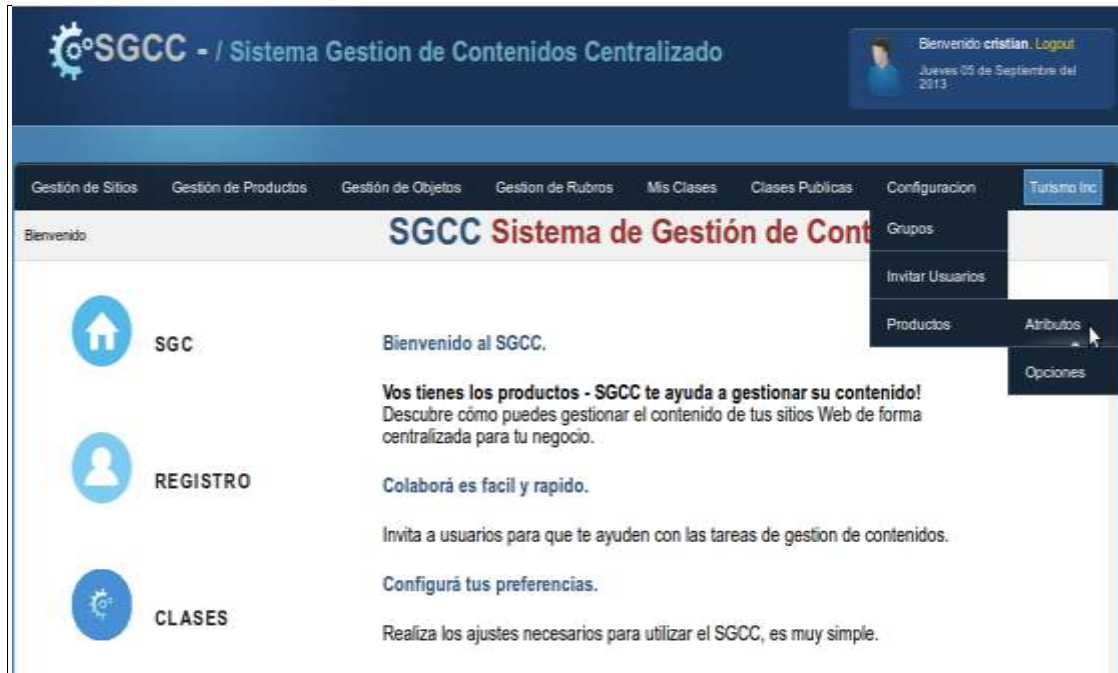 SGCC - / Sistema Gestion de Contenidos Centralizado
Bienvenido cristian. Logout
Jueves 05 de Septiembre del
2013
Gestión de Sitios Gestión de Productos Gestión de Objetos Gestion de Rubros Mis Clases Clases Publicas Configuracion Turismo Inc
Bienvenido
SGCC Sistema de Gestión de Cont
Grupos
Invitar Usuarios
Productos Atributos
Opciones
SGC
REGISTRO
CLASES
Bienvenido al SGCC.
Vos tienes los productos - SGCC te ayuda a gestionar su contenido!
Descubre cómo puedes gestionar el contenido de tus sitios Web de forma
centralizada para tu negocio.
Colaborá es facil y rapido.
Invita a usuarios para que te ayuden con las tareas de gestion de contenidos.
Configurá tus preferencias.
Realiza los ajustes necesarios para utilizar el SGCC, es muy simple.